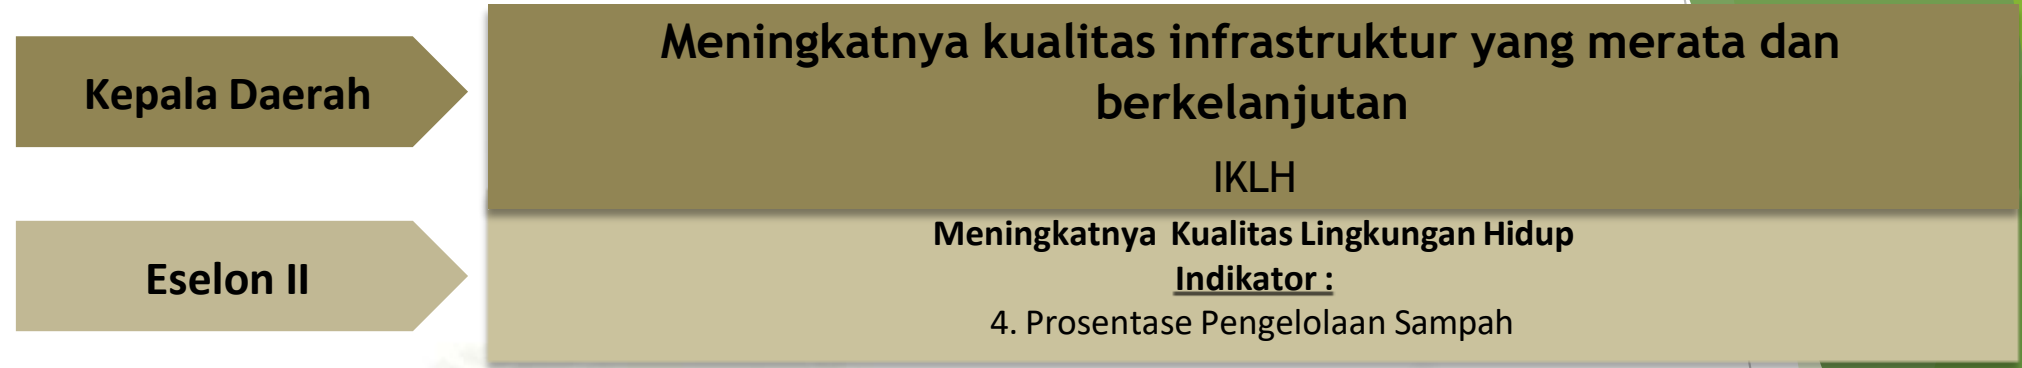 Kepala Daerah
Meningkatnya kualitas infrastruktur yang merata dan
berkelanjutan
IKLH
Eselon II
Meningkatnya Kualitas Lingkungan Hidup
Indikator :
4. Prosentase Pengelolaan Sampah